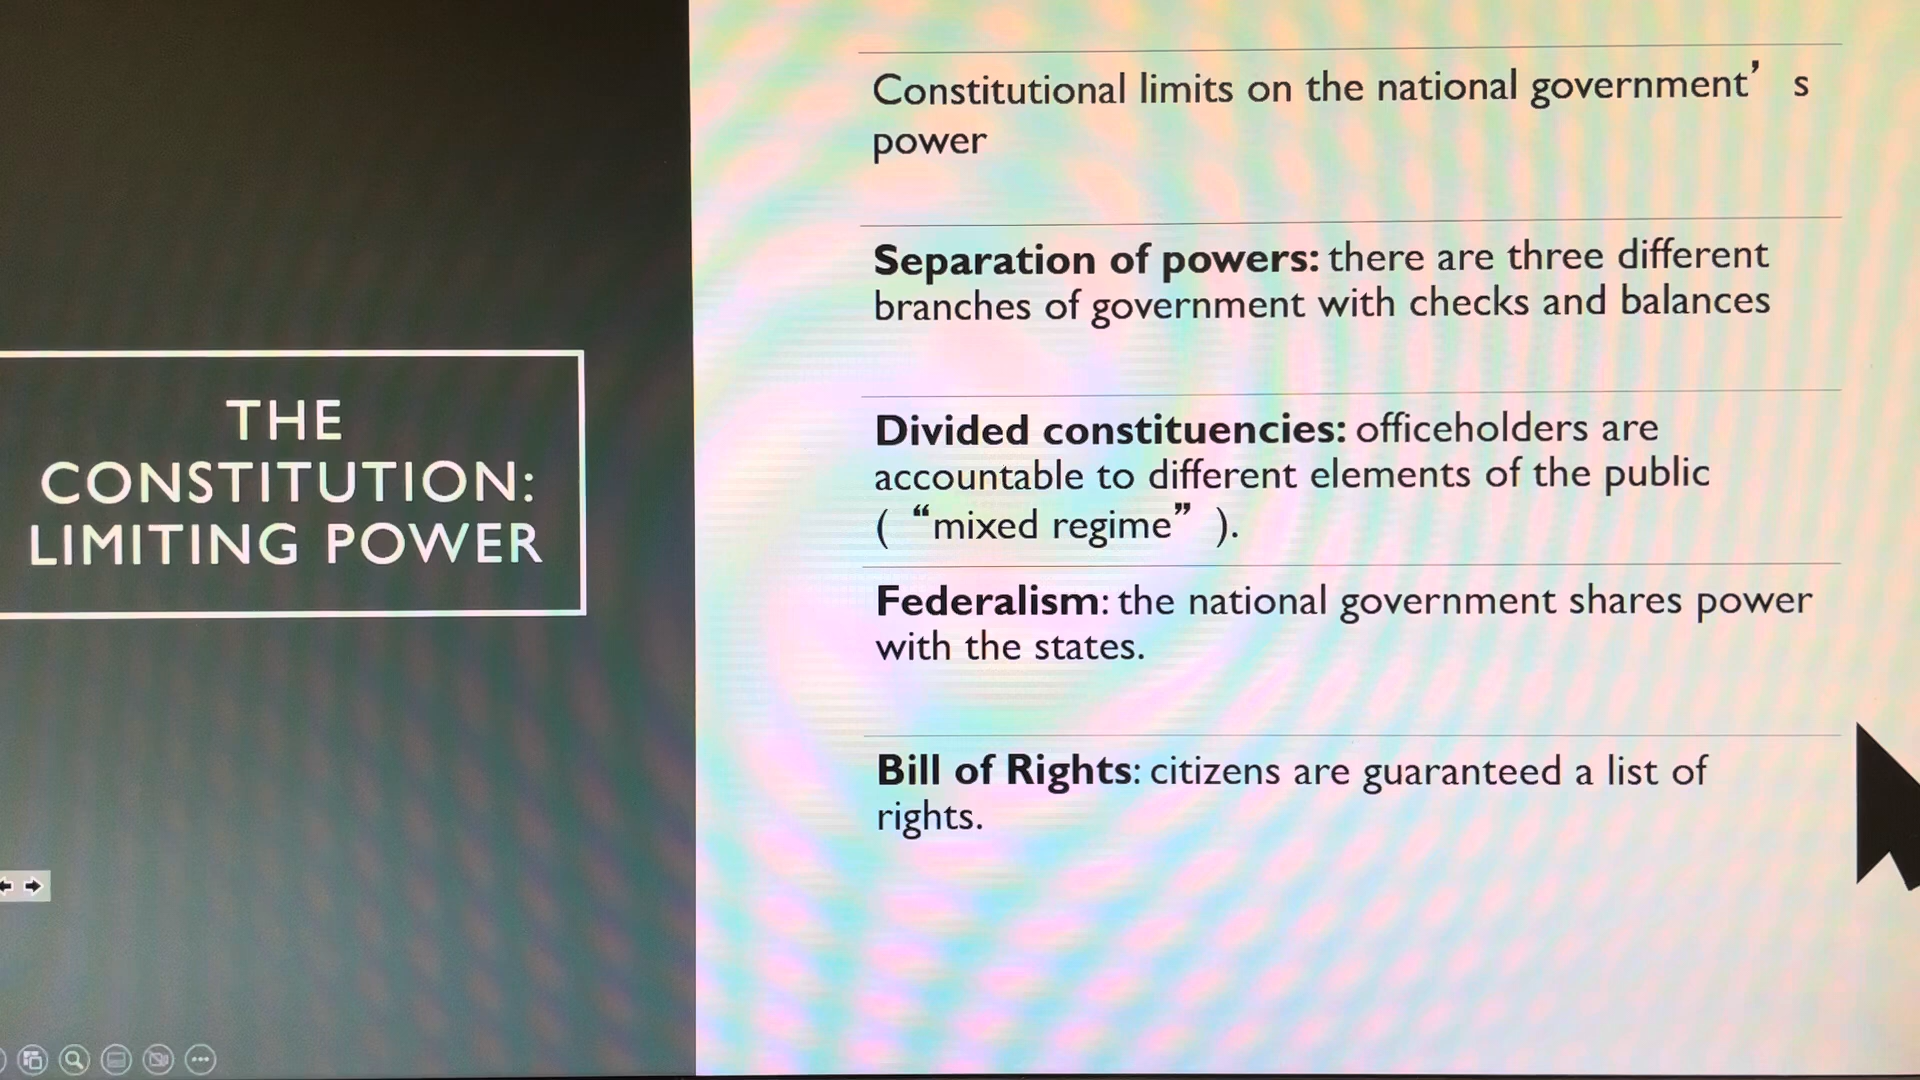 THE
CONSTITUTION:
LIMITING POWER
Constitutional limits on the national government’ s
power
Separation of powers: there are three different
branches of government with checks and balances
Divided constituencies: officeholders are
accountable to different elements of the public
( “mixed regime” ).
Federalism: the national government shares power
with the states.
Bill of Rights: citizens are guaranteed a list of
rights.